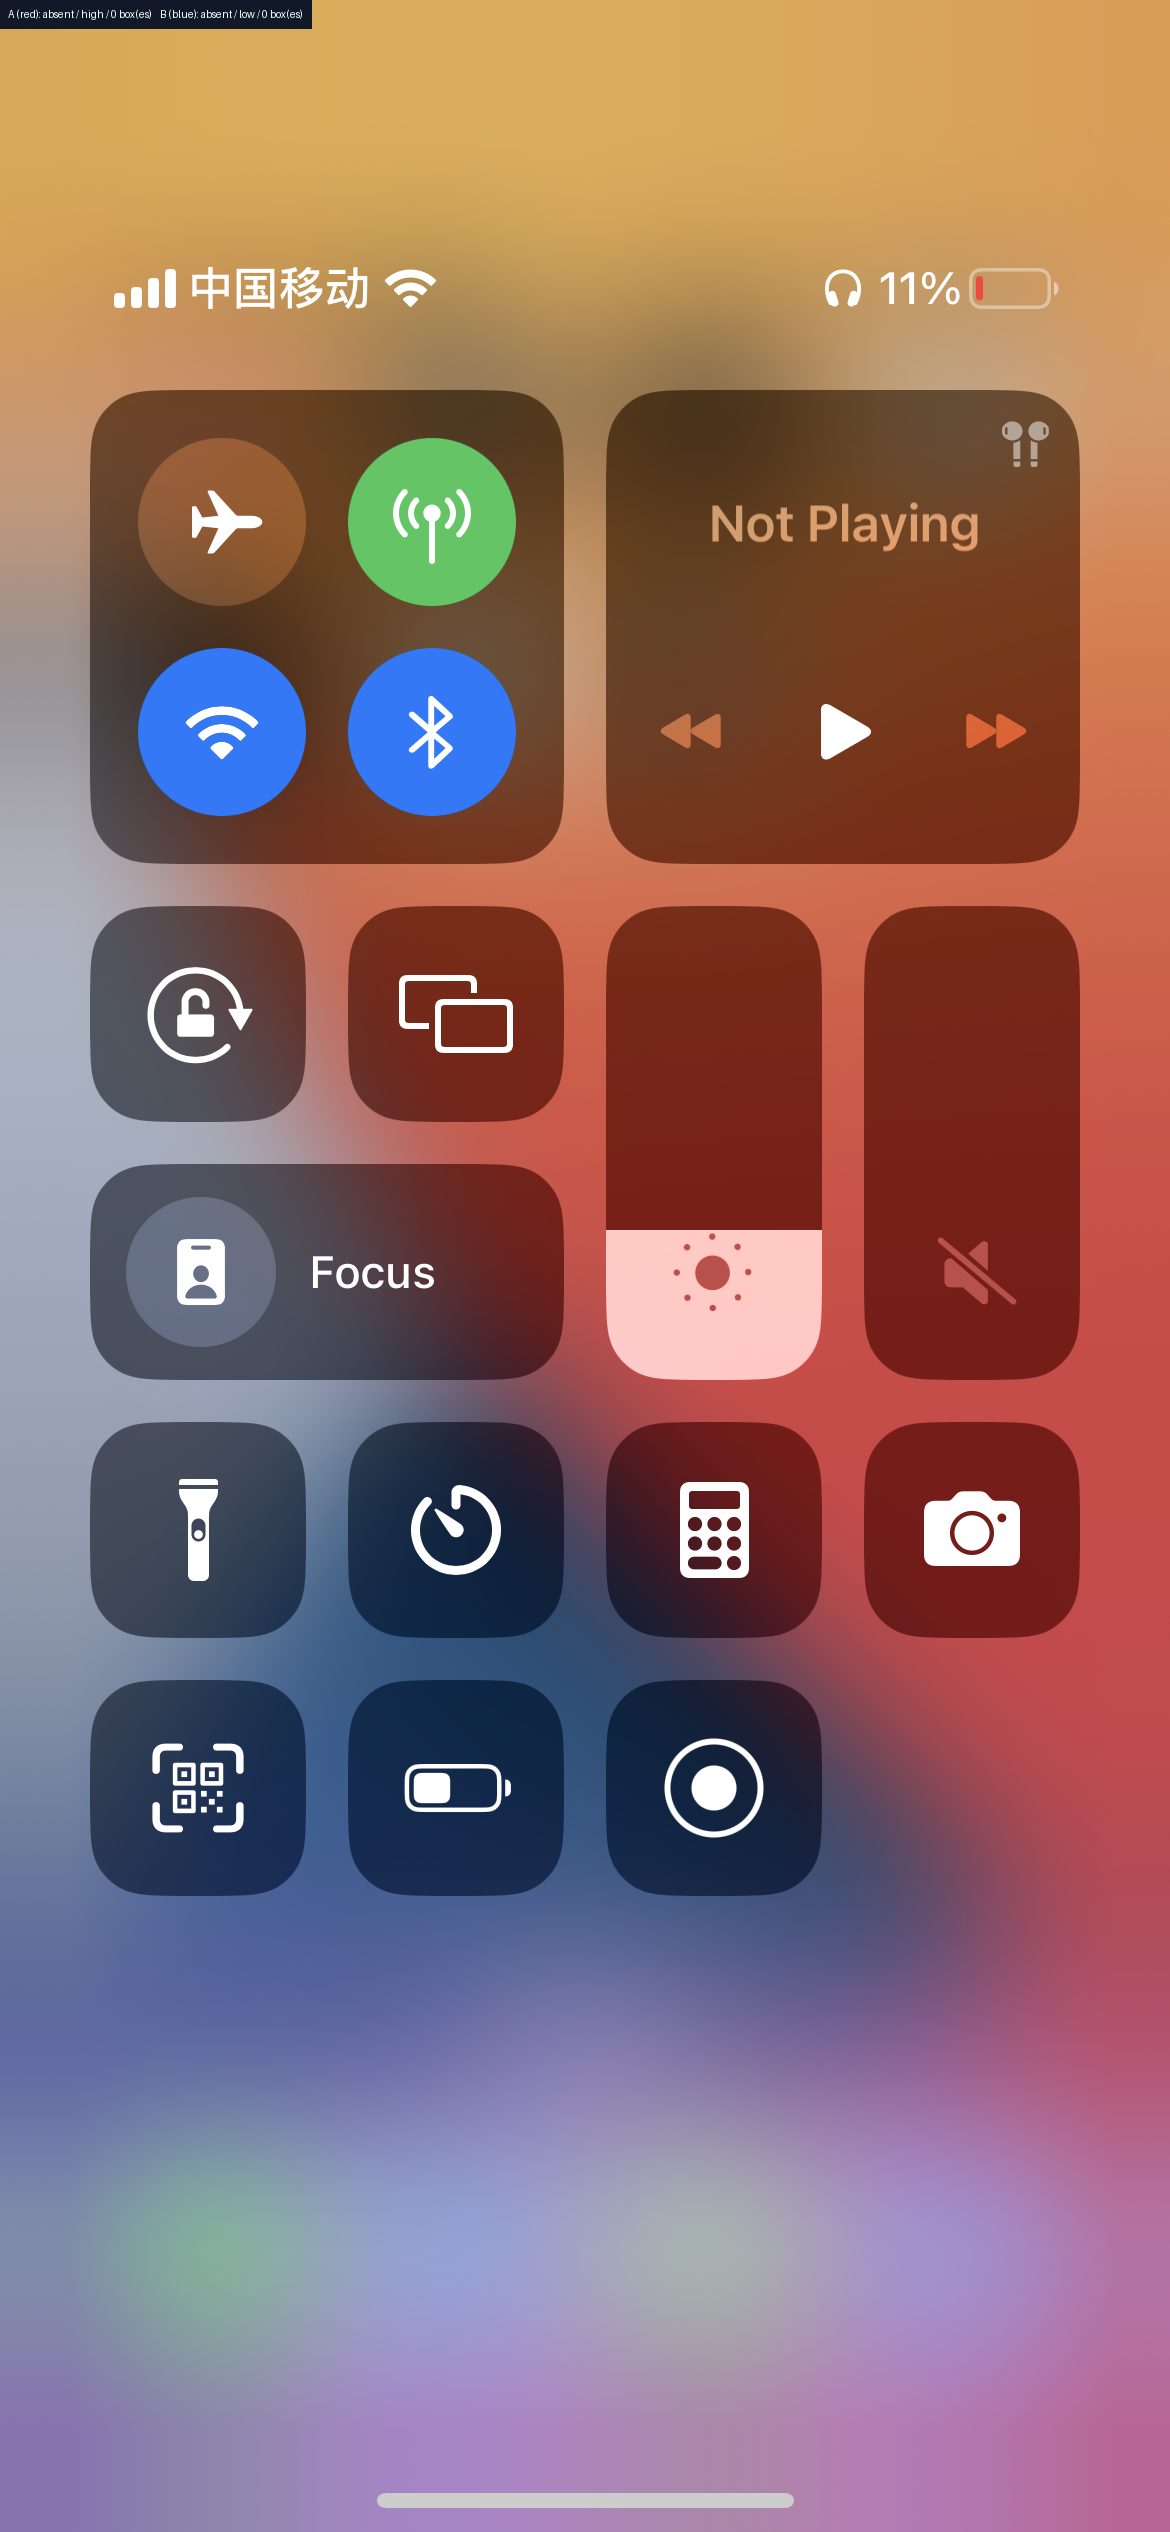 A (red): absent / high / 0 box(es) B (blue): absent / low / 0 box(es)
中国移动 11%
Not Playing
Focus